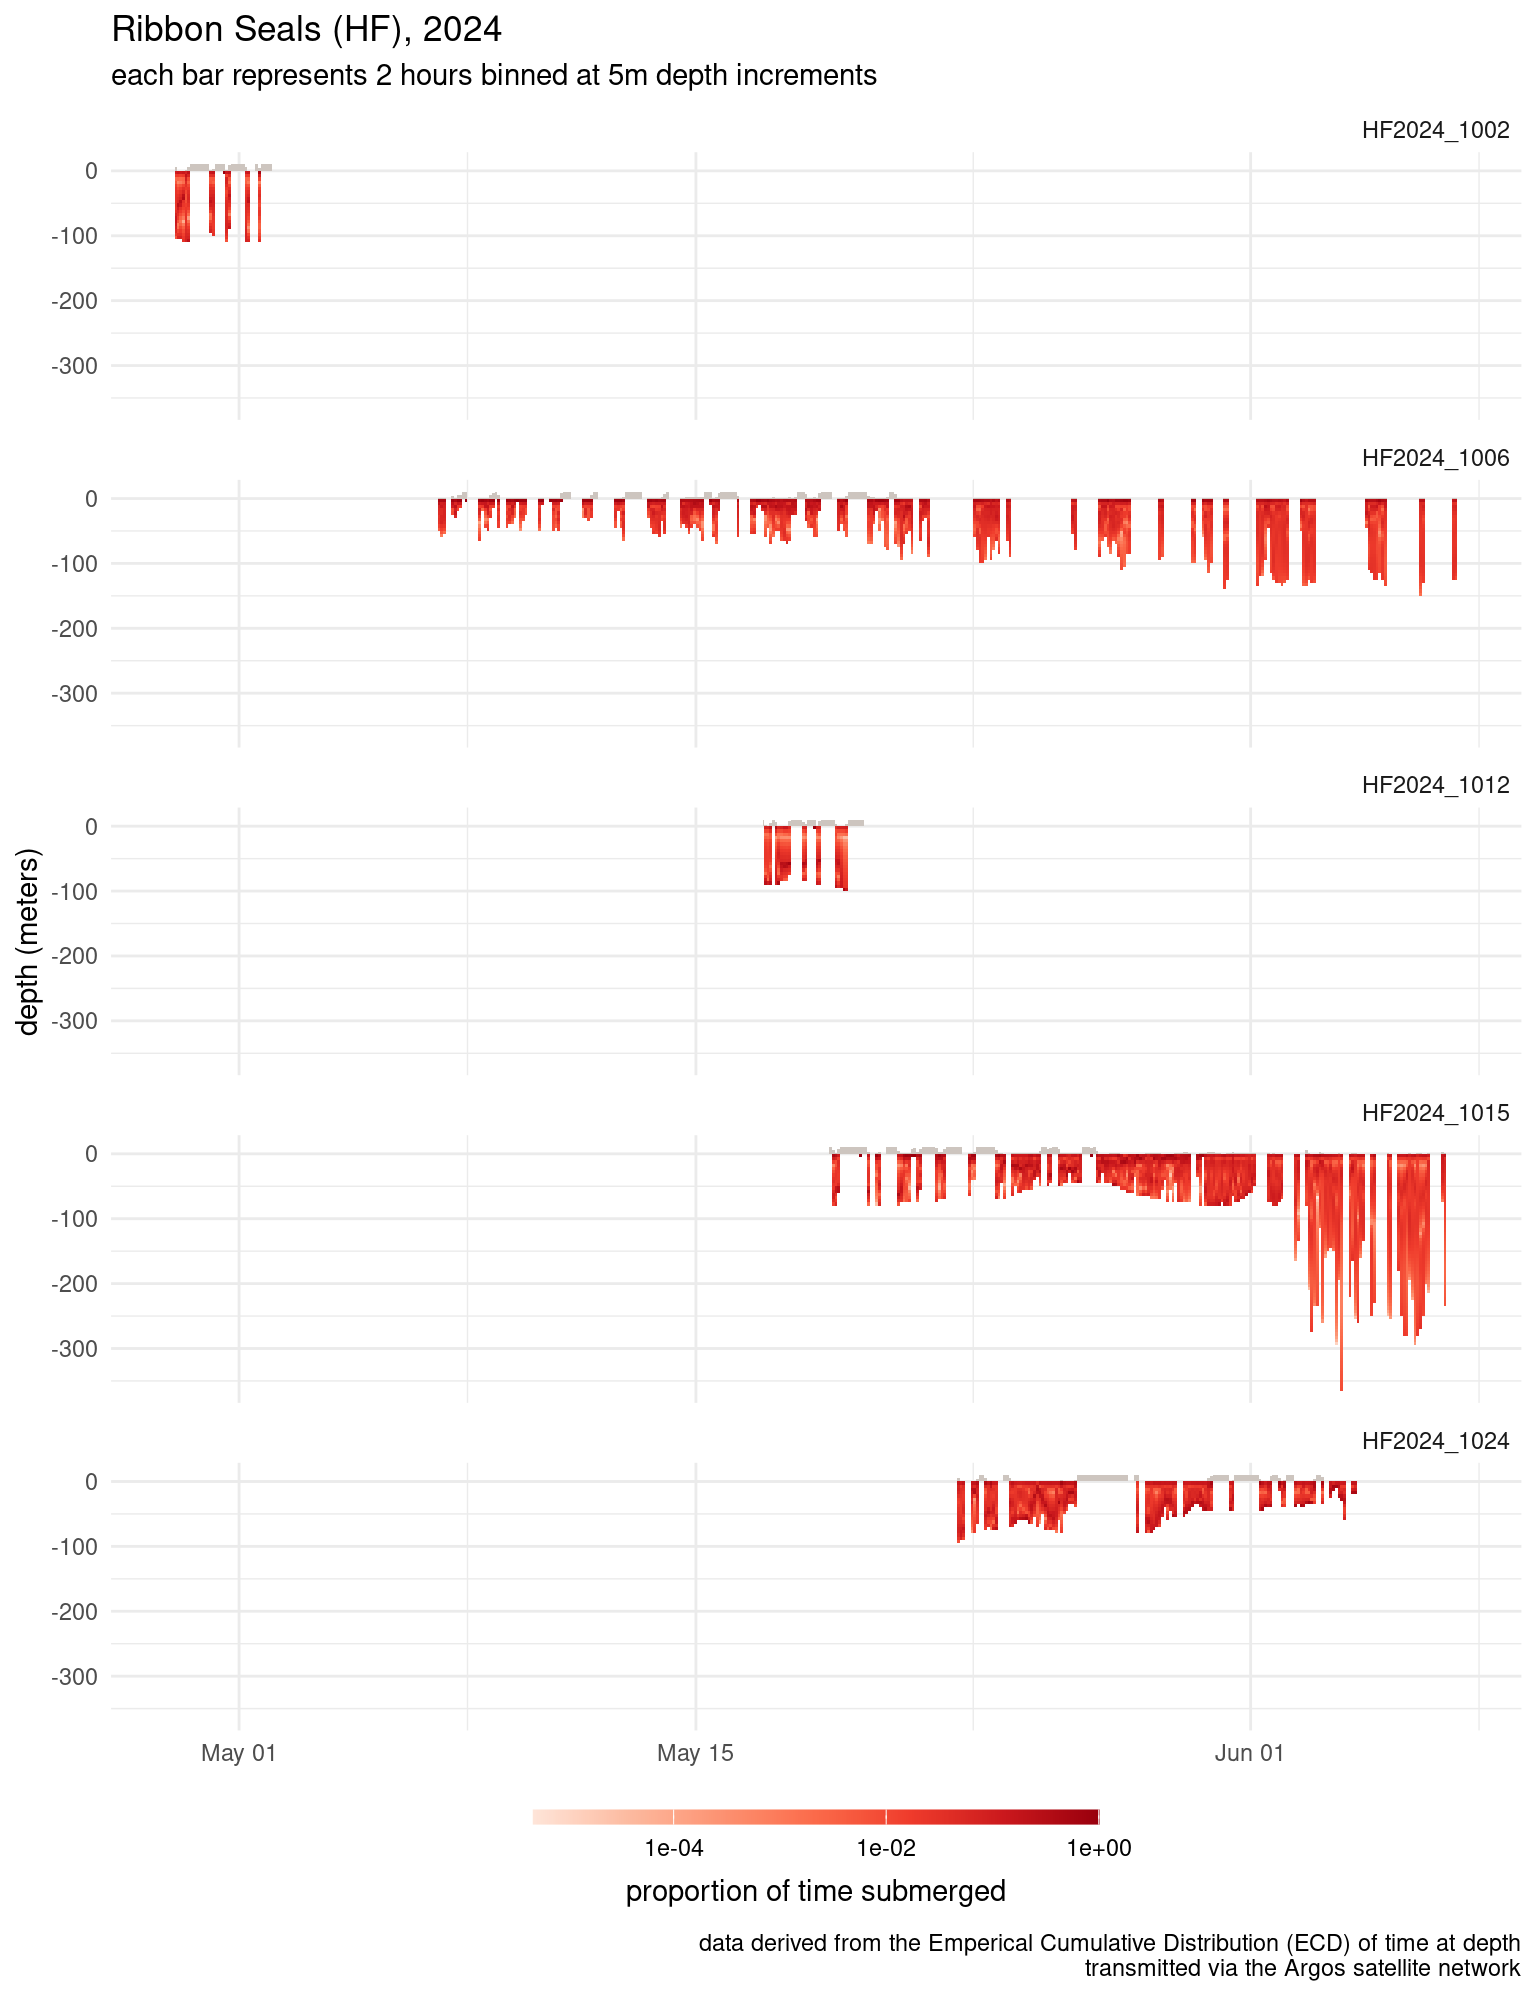 Ribbon Seals (HF), 2024
each bar represents 2 hours binned at 5m depth increments
HF2024_1002
0
-100
-200
-300
HF2024_1006
0
-100
-200
-300
HF2024_1012
0
-100
-200
-300
depth (meters)
HF2024_1015
0
-100
-200
-300
HF2024_1024
0
-100
-200
-300
May 01
May 15
Jun 01
1e-04
1e-02
1e+00
proportion of time submerged
data derived from the Emperical Cumulative Distribution (ECD) of time at depth
transmitted via the Argos satellite network